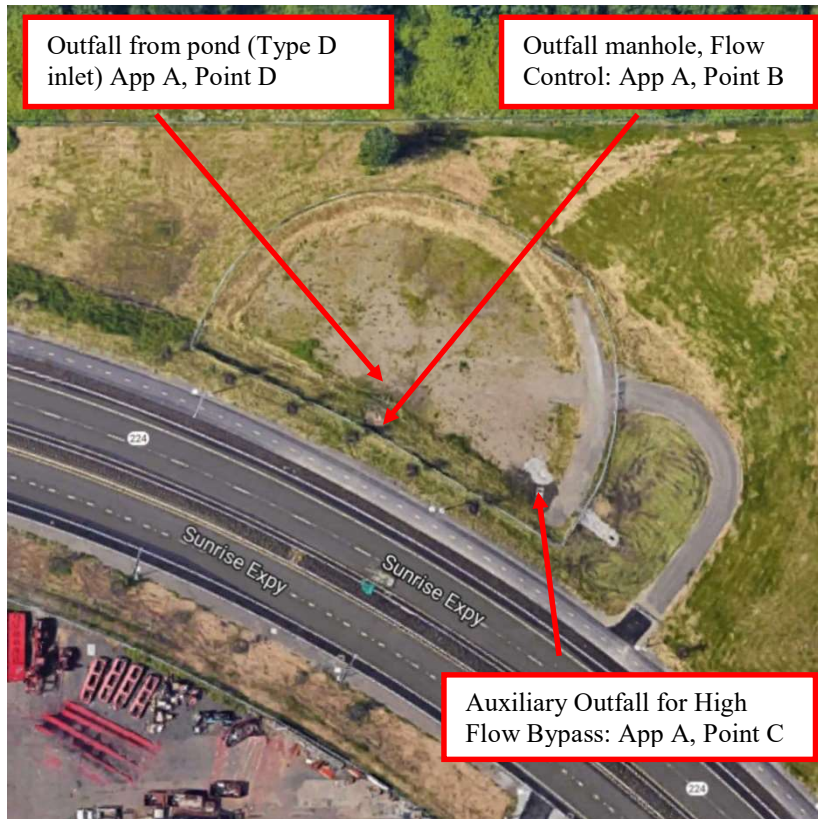 Outfall from pond (Type D
inlet) App A, Point D
Outfall manhole, Flow
Control: App A, Point B
224
Sunrise Expy
Sunrise Expy
Auxiliary Outfall for High
Flow Bypass: App A, Point C
224